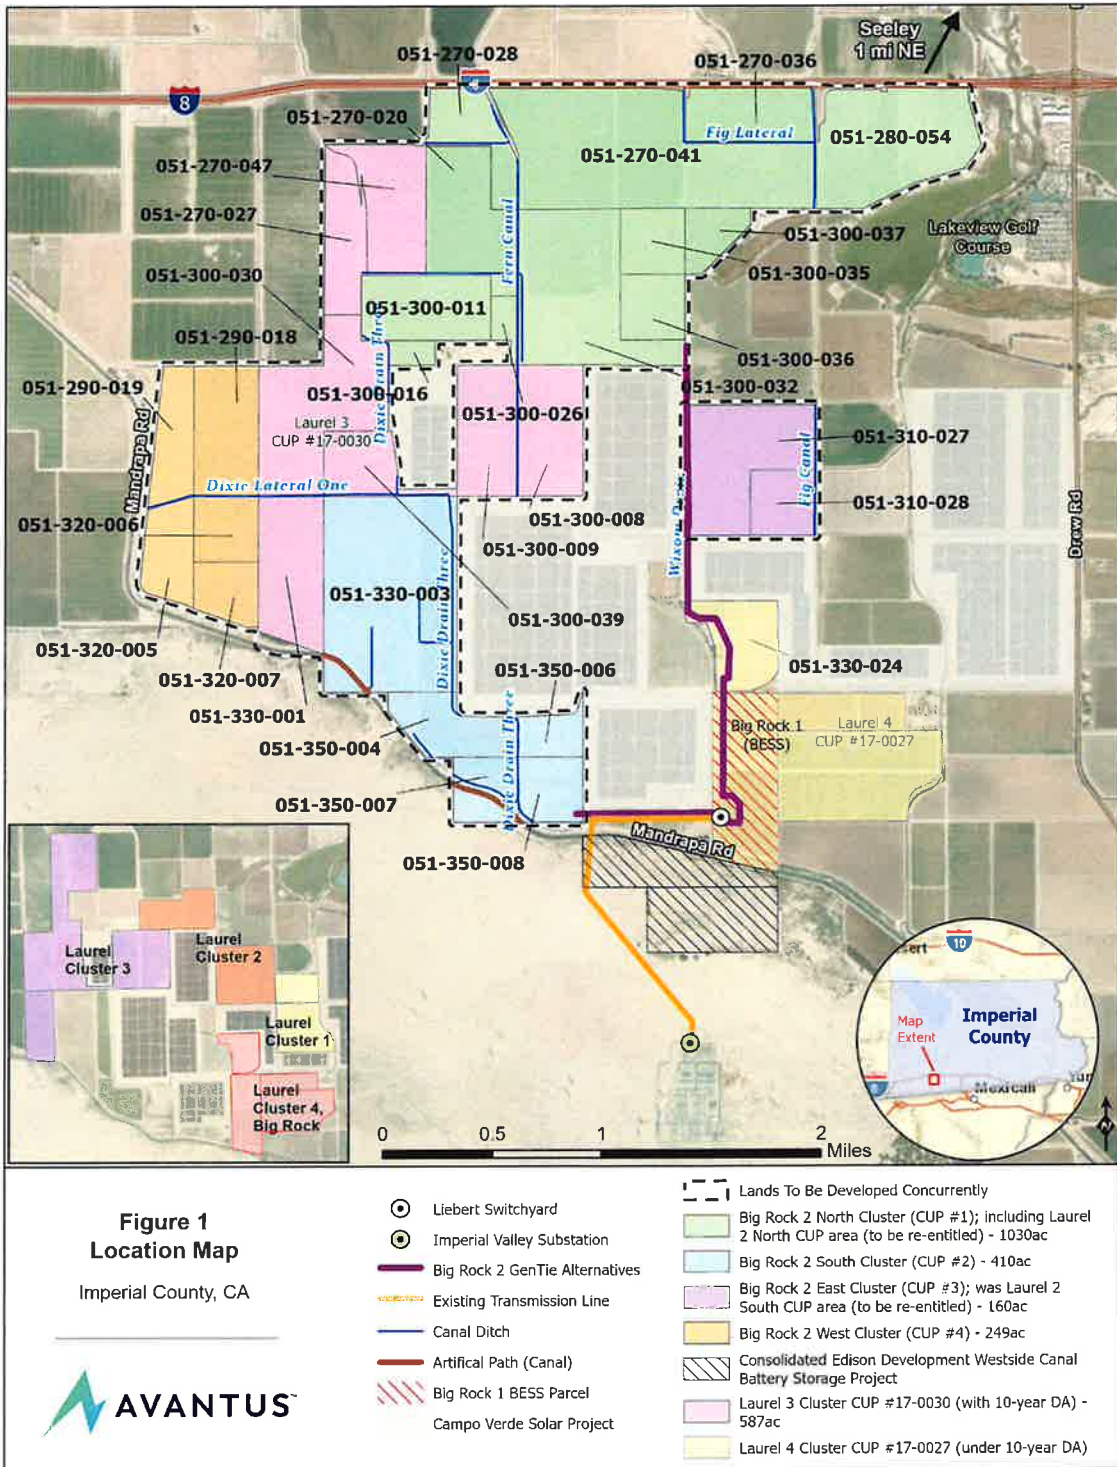 Seeley
1 mi NE
051-270-028
051-270-036
8
051-270-020
Fig Lateral
051-280-054
051-270-041
051-270-047
051-270-027
Fern Canal
051-300-037
Lakeview Golf
Course
051-300-030
051-300-035
051-300-011
051-290-018
051-300-036
051-290-019
051-300-016
051-300-032
Dixie Drain Three
051-300-026
Laurel 3
CUP #17-0030
051-310-027
Mandrapa Rd
Dixie Lateral One
Fig Canal
051-310-028
051-320-006
051-300-008
Drew Rd
051-300-009
Wixom Drain
051-330-003
051-300-039
Dixie Drain Three
051-320-005
051-350-006
051-330-024
051-320-007
051-330-001
Big Rock 1
(BESS)
Laurel 4
CUP #17-0027
051-350-004
Dixie Drain Three
051-350-007
Mandrapa Rd
051-350-008
Laurel
Cluster 3
Laurel
Cluster 2
Laurel
Cluster 1
Laurel
Cluster 4,
Big Rock
10
Imperial
County
Map
Extent
Mexicali
N
0 0.5 1 2
Miles
Figure 1
Location Map
Imperial County, CA
AVANTUS™
Liebert Switchyard
Imperial Valley Substation
Big Rock 2 GenTie Alternatives
Existing Transmission Line
Canal Ditch
Artifical Path (Canal)
Big Rock 1 BESS Parcel
Campo Verde Solar Project
Lands To Be Developed Concurrently
Big Rock 2 North Cluster (CUP #1); including Laurel
2 North CUP area (to be re-entitled) - 1030ac
Big Rock 2 South Cluster (CUP #2) - 410ac
Big Rock 2 East Cluster (CUP #3); was Laurel 2
South CUP area (to be re-entitled) - 160ac
Big Rock 2 West Cluster (CUP #4) - 249ac
Consolidated Edison Development Westside Canal
Battery Storage Project
Laurel 3 Cluster CUP #17-0030 (with 10-year DA) -
587ac
Laurel 4 Cluster CUP #17-0027 (under 10-year DA)